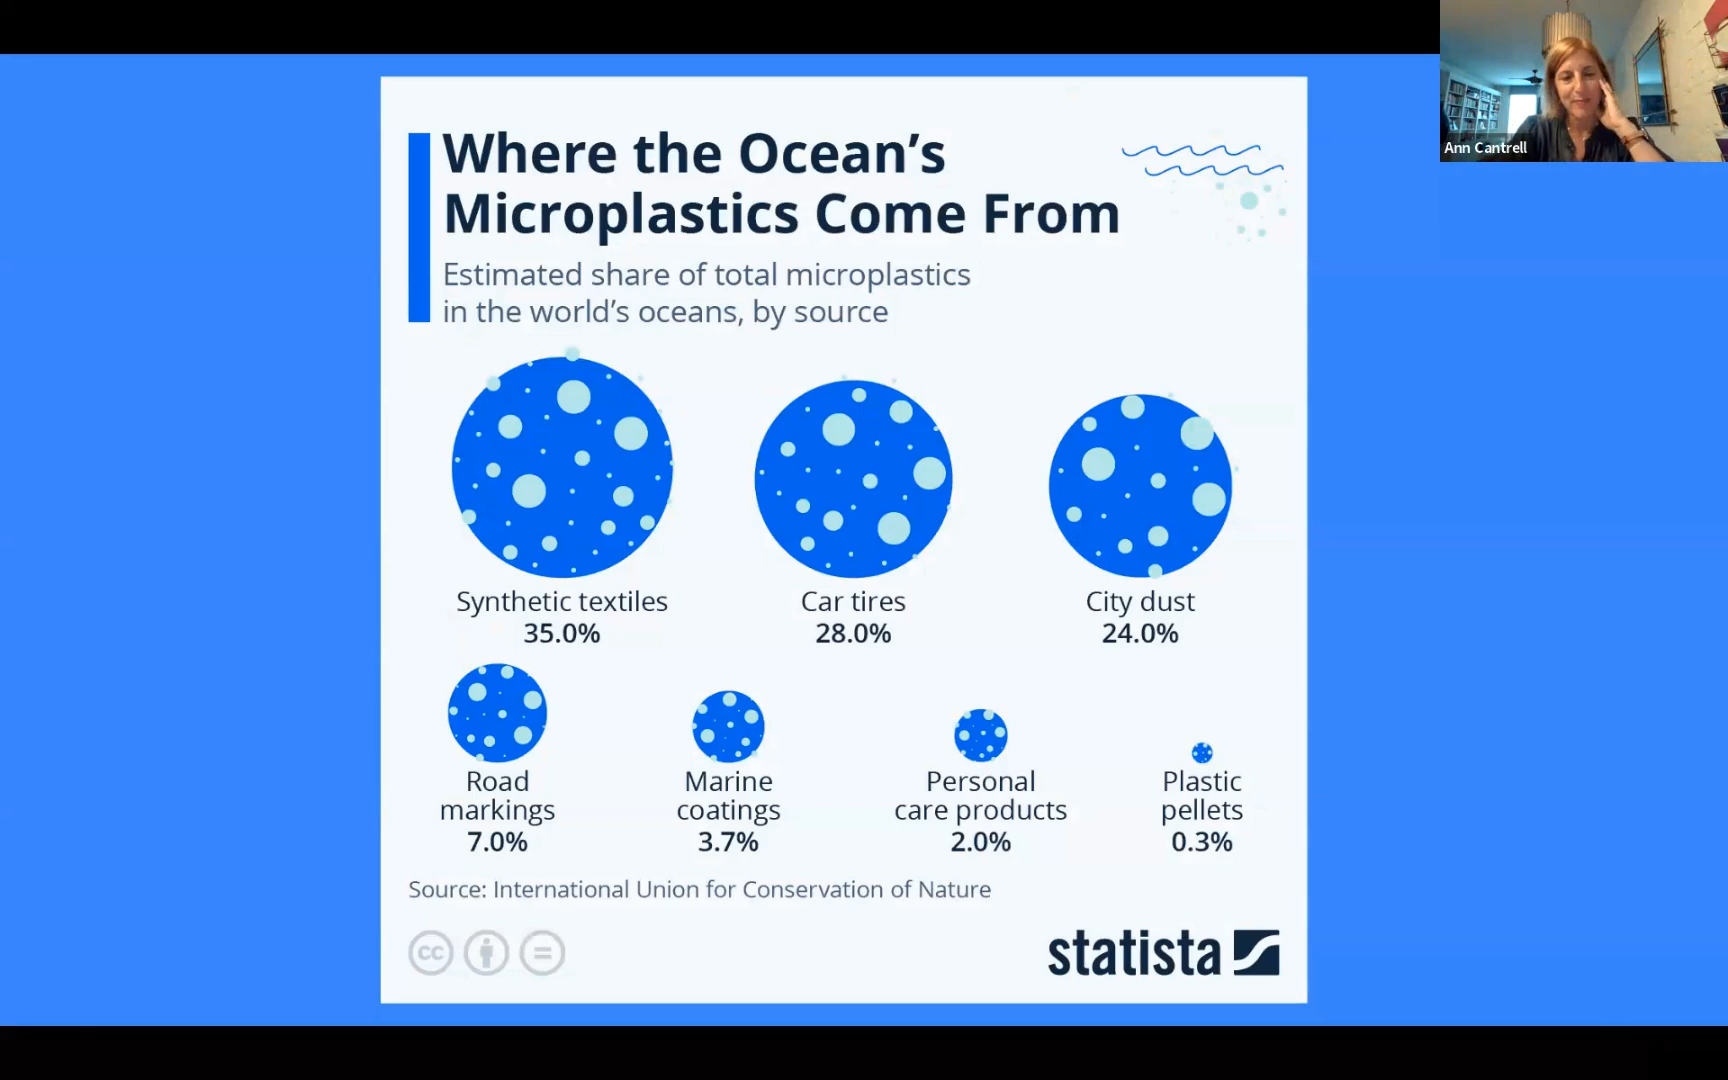 Where the Ocean's
Microplastics Come From
Estimated share of total microplastics
in the world's oceans, by source
Synthetic textiles
35.0%
Car tires
28.0%
City dust
24.0%
Road
markings
7.0%
Marine
coatings
3.7%
Personal
care products
2.0%
Plastic
pellets
0.3%
Source: International Union for Conservation of Nature
cc
statista
Ann Cantrell